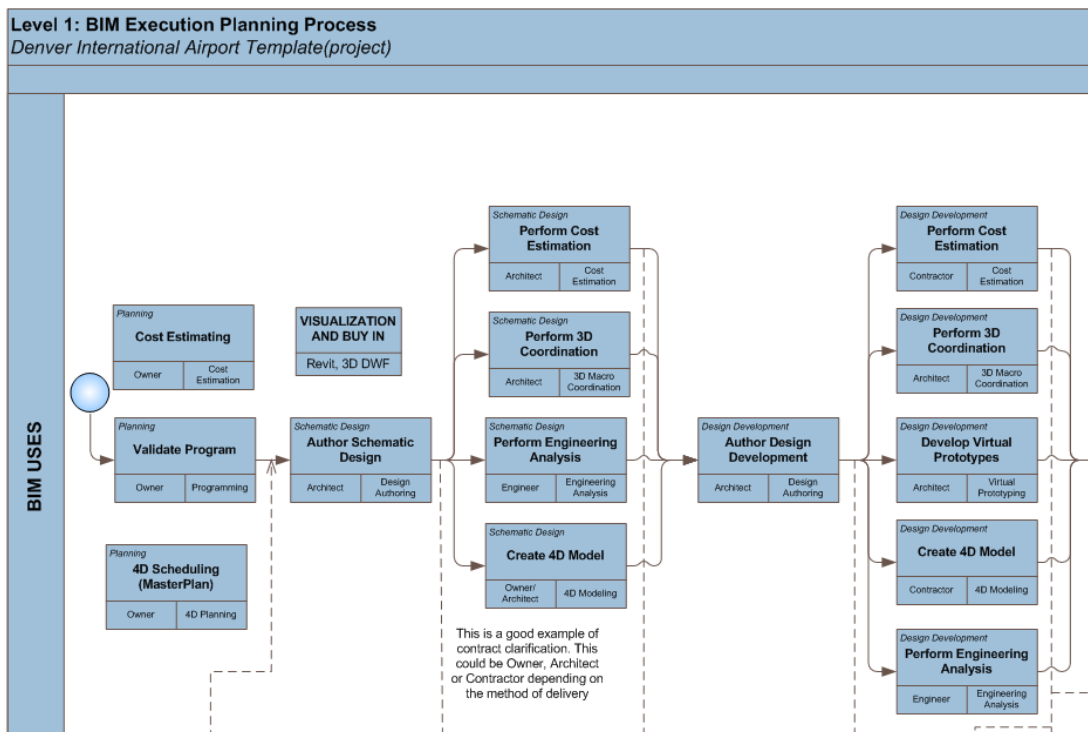 Level 1: BIM Execution Planning Process
Denver International Airport Template(project)
BIM USES
Planning
Cost Estimating
Owner
Cost
Estimation
Planning
Validate Program
Owner
Programming
Planning
4D Scheduling
(MasterPlan)
Owner
4D Planning
VISUALIZATION
AND BUY IN
Revit, 3D DWF
Schematic Design
Author Schematic
Design
Architect
Design
Authoring
Schematic Design
Perform Cost
Estimation
Architect
Cost
Estimation
Schematic Design
Perform 3D
Coordination
Architect
3D Macro
Coordination
Schematic Design
Perform Engineering
Analysis
Engineer
Engineering
Analysis
Schematic Design
Create 4D Model
Owner/
Architect
4D Modeling
This is a good example of
contract clarification. This
could be Owner, Architect
or Contractor depending on
the method of delivery
Design Development
Author Design
Development
Architect
Design
Authoring
Design Development
Perform Cost
Estimation
Contractor
Cost
Estimation
Design Development
Perform 3D
Coordination
Architect
3D Macro
Coordination
Design Development
Develop Virtual
Prototypes
Architect
Virtual
Prototyping
Design Development
Create 4D Model
Contractor
4D Modeling
Design Development
Perform Engineering
Analysis
Engineer
Engineering
Analysis